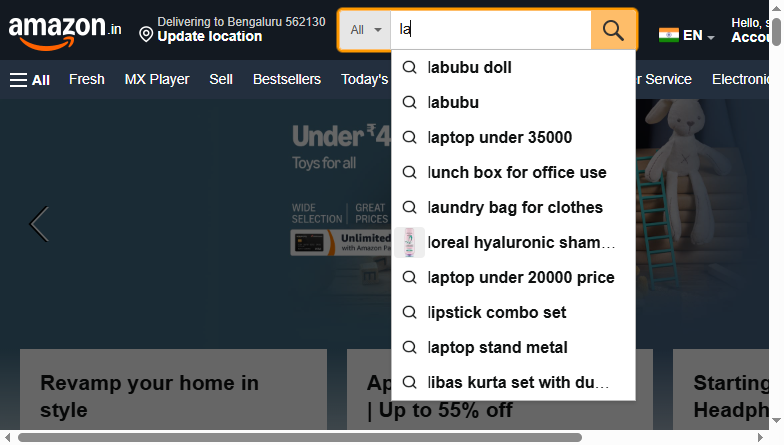 amazon.in
Delivering to Bengaluru 562130
Update location
All
la
EN
Hello, s
Accou
All
Fresh
MX Player
Sell
Bestsellers
Today's
r Service
Electronic
labubu doll
labubu
laptop under 35000
lunch box for office use
laundry bag for clothes
loreal hyaluronic sham…
laptop under 20000 price
lipstick combo set
laptop stand metal
libas kurta set with du…
Under ₹4
Toys for all
WIDE SELECTION | GREAT PRICES
Unlimited
with Amazon Pa
Revamp your home in
style
Ap
| Up to 55% off
Starting
Headph